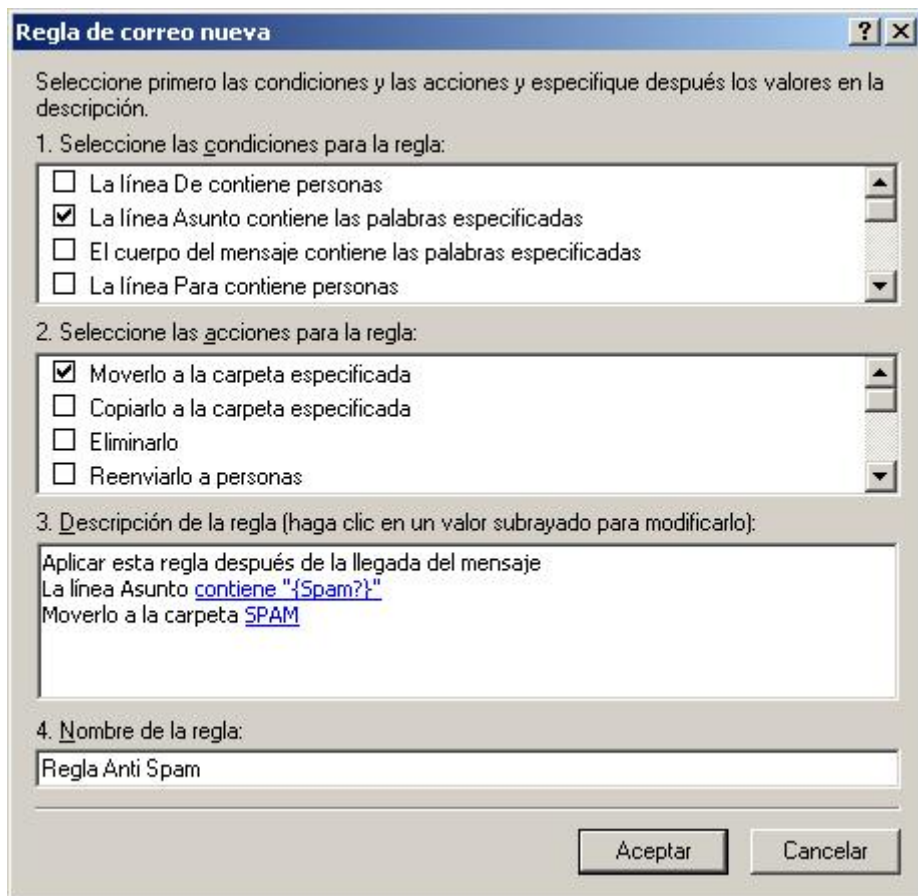 Regla de correo nueva
Seleccione primero las condiciones y las acciones y especifique después los valores en la
descripción.
1. Seleccione las condiciones para la regla:
La línea De contiene personas
La línea Asunto contiene las palabras especificadas
El cuerpo del mensaje contiene las palabras especificadas
La línea Para contiene personas
2. Seleccione las acciones para la regla:
Moverlo a la carpeta especificada
Copiarlo a la carpeta especificada
Eliminarlo
Reenviarlo a personas
3. Descripción de la regla (haga clic en un valor subrayado para modificarlo):
Aplicar esta regla después de la llegada del mensaje
La línea Asunto contiene "{Spam?}"
Moverlo a la carpeta SPAM
4. Nombre de la regla:
Regla Anti Spam
Aceptar Cancelar